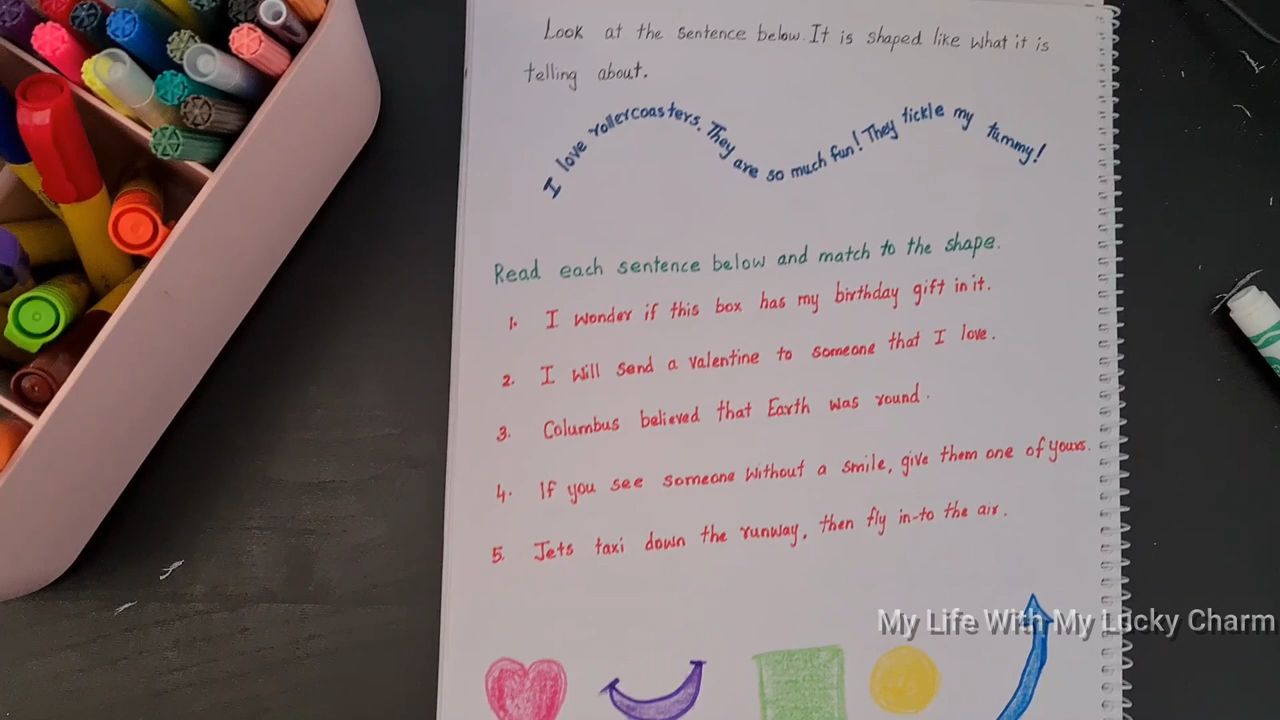 Look at the sentence below. It is shaped like what it is
telling about.
I love rollercoasters. They are so much fun! They tickle my tummy!
Read each sentence below and match to the shape.
1. I wonder if this box has my birthday gift in it.
2. I will send a valentine to someone that I love.
3. Columbus believed that Earth was round.
4. If you see someone without a smile, give them one of yours.
5. Jets taxi down the runway, then fly in-to the air.
My Life With My Lucky Charm